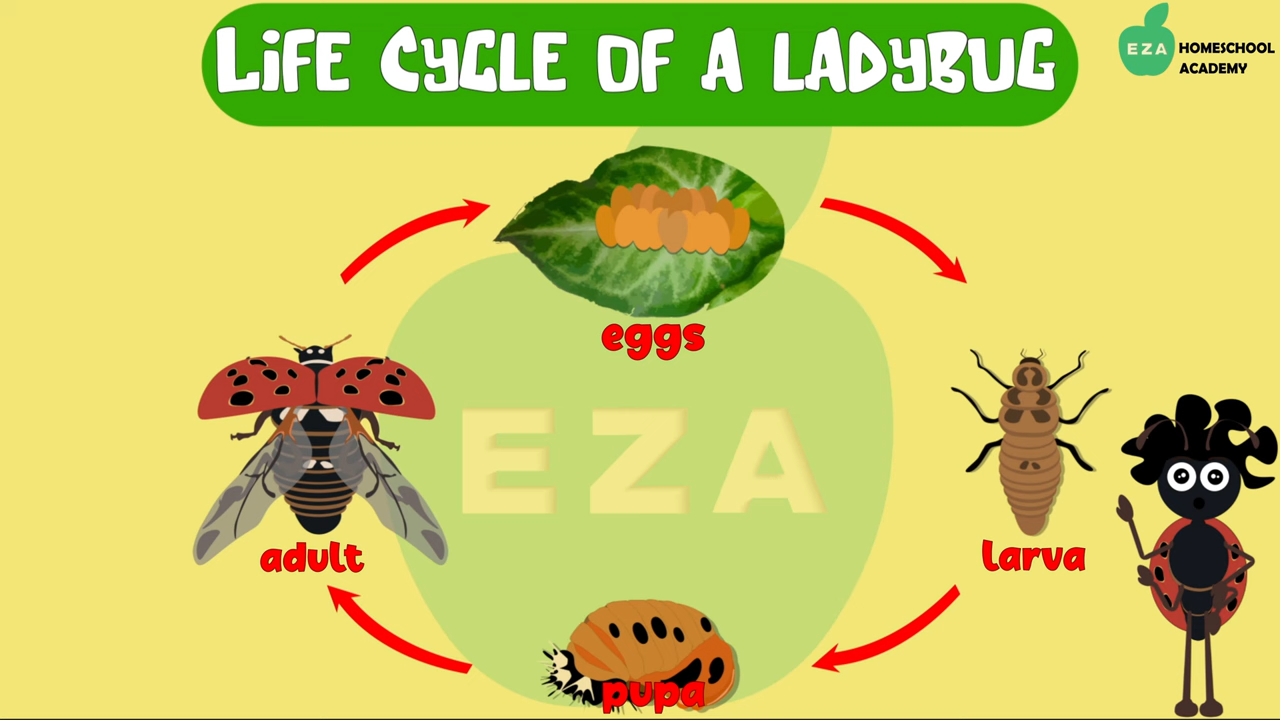 LiFE CYCLE OF A LADYBUG
EZA HOMESCHOOL
ACADEMY
eggs
EZA
adult
larva
pupa